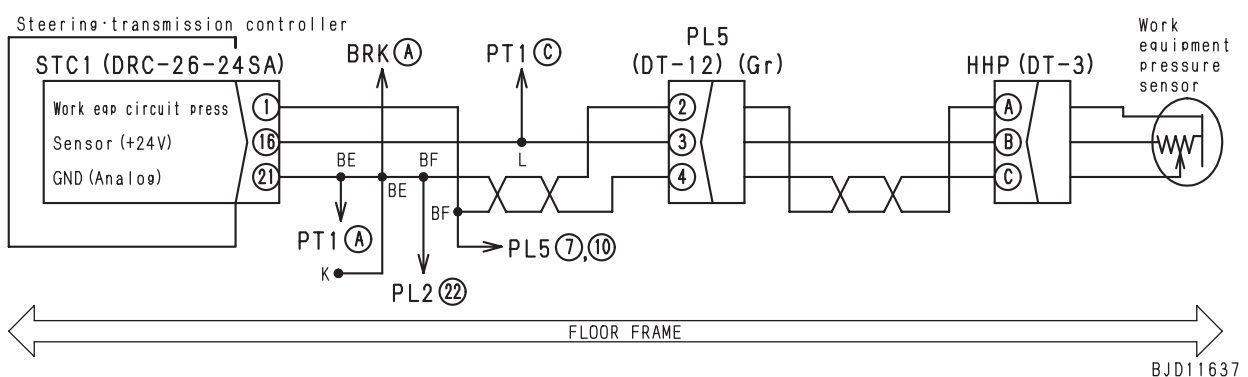 Steering·transmission controller
STC1 (DRC-26-24SA)
Work eqp circuit press
1
Sensor (+24V)
16
GND (Analog)
21
BRK A
PT1 C
L
BE
BF
BE
BF
PT1 A
K
PL2 22
PL5 7, 10
PL5
(DT-12) (Gr)
2
3
4
HHP (DT-3)
A
B
C
Work
equipment
pressure
sensor
FLOOR FRAME
BJD11637